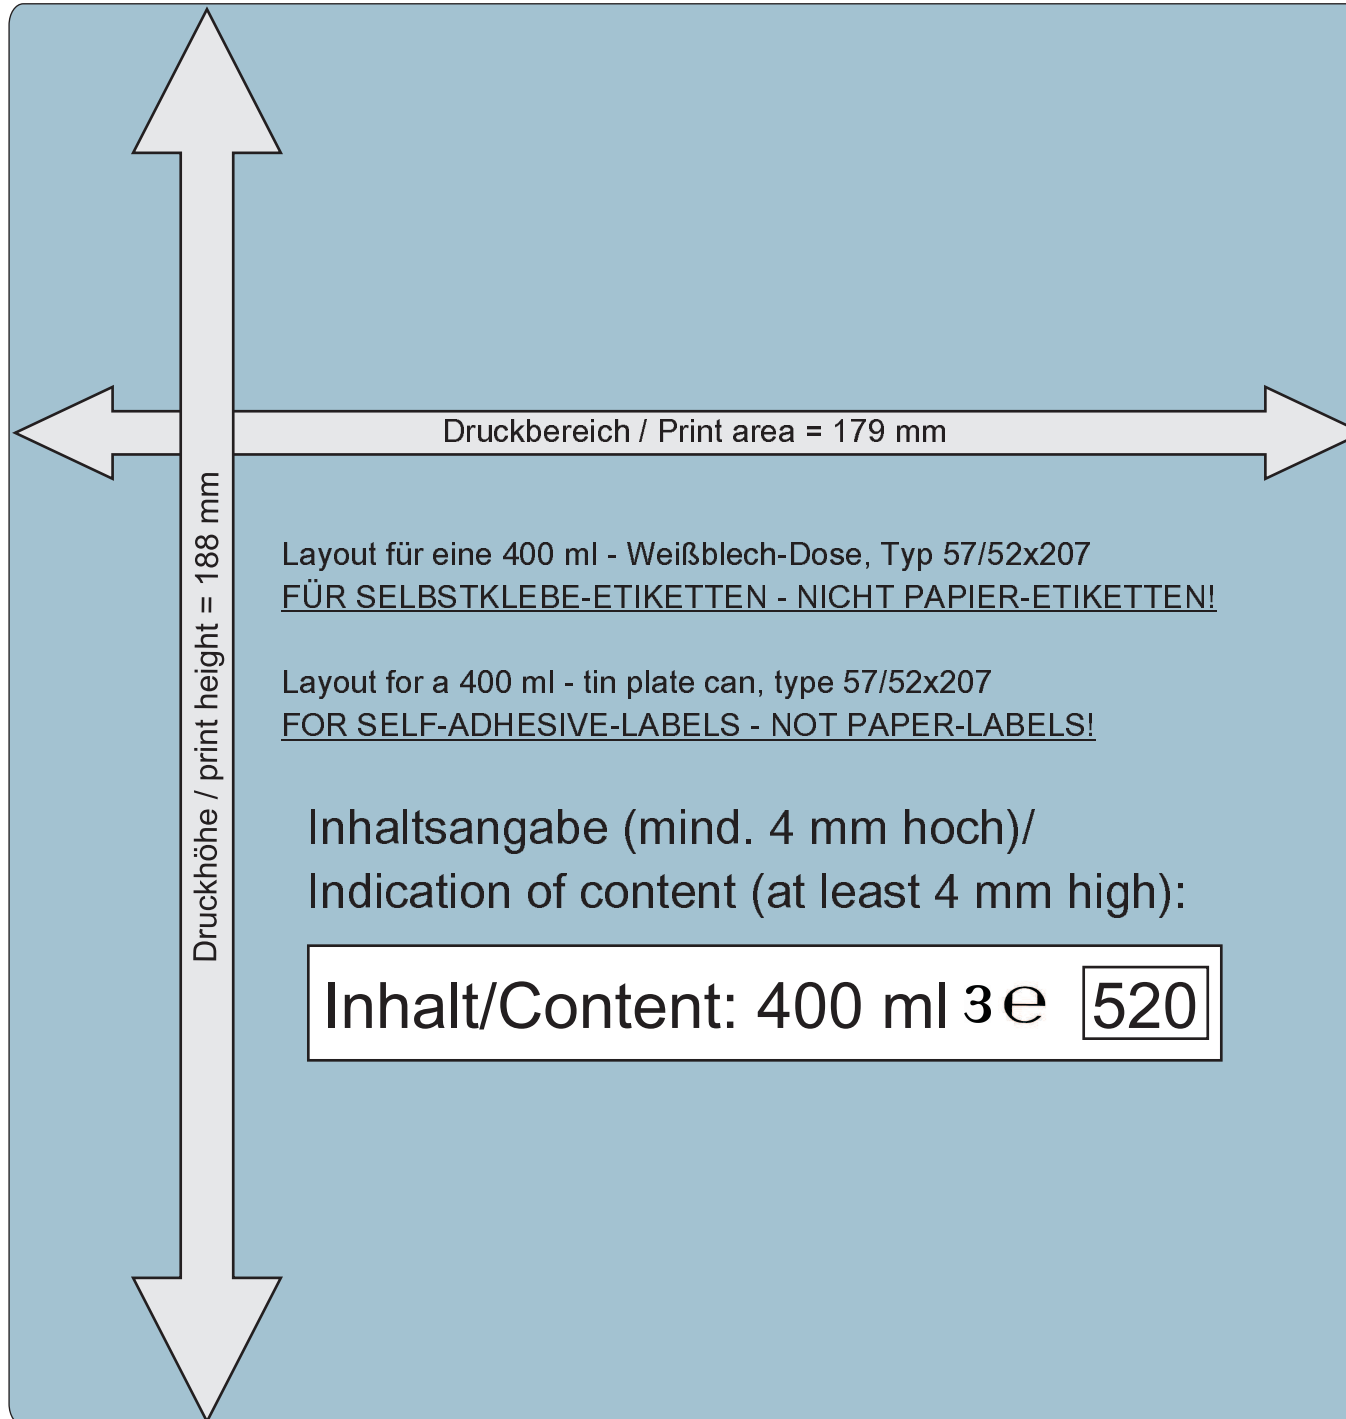 Druckbereich / Print area = 179 mm
Druckhöhe / print height = 188 mm
Layout für eine 400 ml - Weißblech-Dose, Typ 57/52x207
FÜR SELBSTKLEBE-ETIKETTEN - NICHT PAPIER-ETIKETTEN!
Layout for a 400 ml - tin plate can, type 57/52x207
FOR SELF-ADHESIVE-LABELS - NOT PAPER-LABELS!
Inhaltsangabe (mind. 4 mm hoch)/
Indication of content (at least 4 mm high):
Inhalt/Content: 400 ml 3 ℮ 520